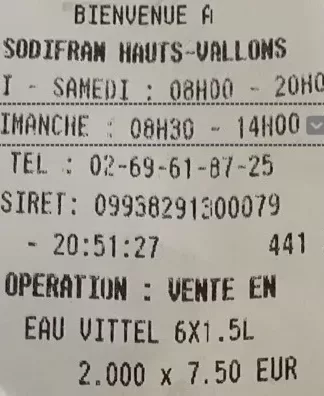 BIENVENUE A
SODIFRAM HAUTS-VALLONS
I - SAMEDI : 08H00 - 20H0
IMANCHE : 08H30 - 14H00
TEL : 02-69-61-87-25
SIRET: 09938291300079
- 20:51:27 441
OPERATION : VENTE EN
EAU VITTEL 6X1.5L
2.000 x 7.50 EUR